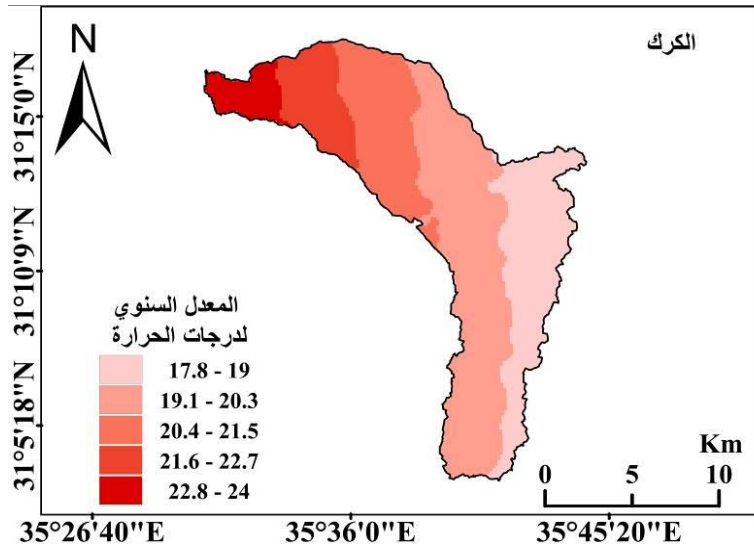 الكرك
N
31°15'0"N
31°10'9"N
31°5'18"N
المعدل السنوي
لدرجات الحرارة
17.8 - 19
19.1 - 20.3
20.4 - 21.5
21.6 - 22.7
22.8 - 24
Km
0 5 10
35°26'40"E 35°36'0"E 35°45'20"E